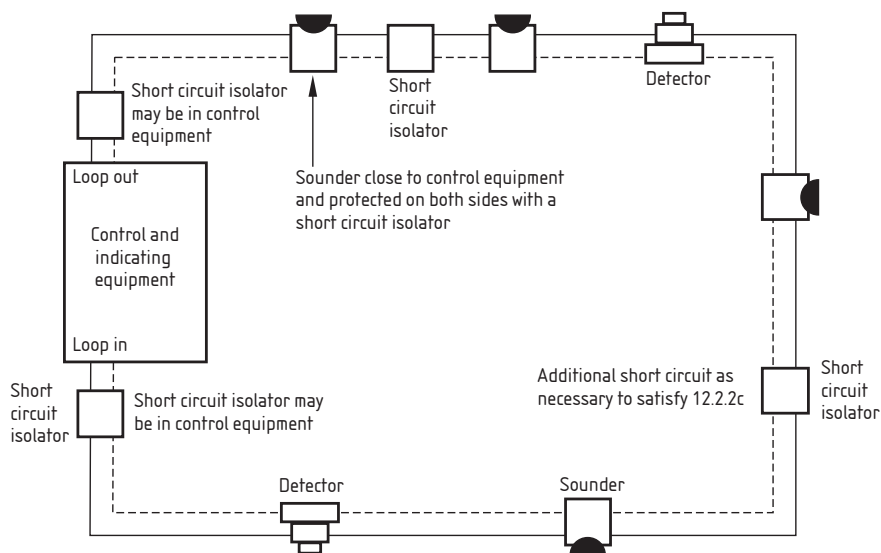 Short circuit isolator
may be in control
equipment
Short
circuit
isolator
Detector
Loop out
Sounder close to control equipment
and protected on both sides with a
short circuit isolator
Control and
indicating
equipment
Loop in
Short
circuit
isolator
Short circuit isolator may
be in control equipment
Additional short circuit as
necessary to satisfy 12.2.2c
Short
circuit
isolator
Detector
Sounder